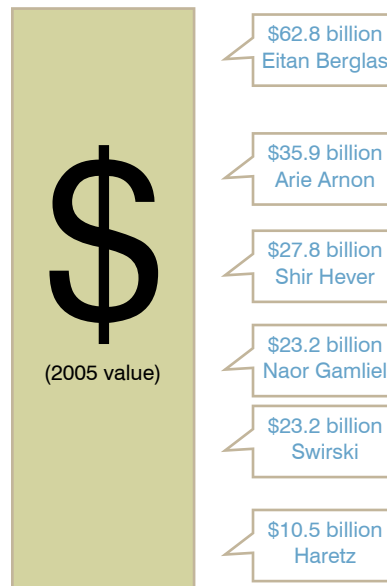 $62.8 billion
Eitan Berglas
$35.9 billion
Arie Arnon
$27.8 billion
Shir Hever
$
(2005 value)
$23.2 billion
Naor Gamliel
$23.2 billion
Swirski
$10.5 billion
Haretz